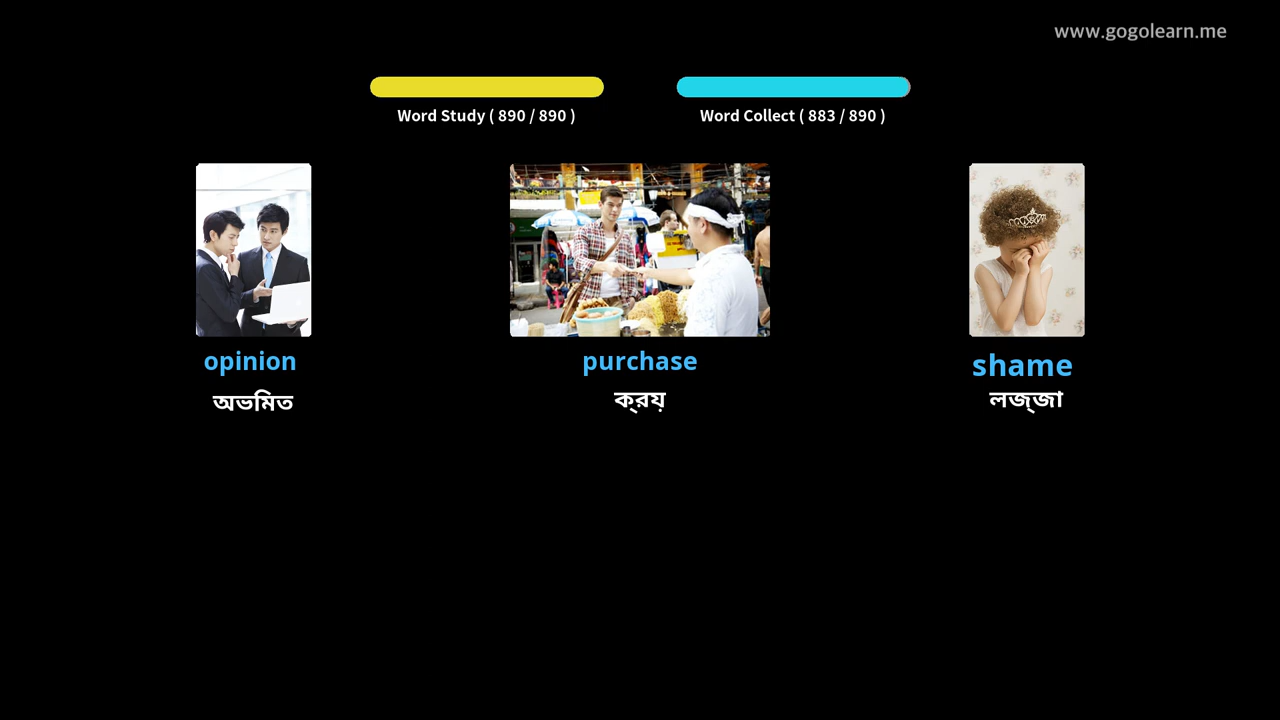 www.gogolearn.me
Word Study ( 890 / 890 )
Word Collect ( 883 / 890 )
opinion
purchase
shame
অভমিত
ক্‌রয়
লজ্‌জা